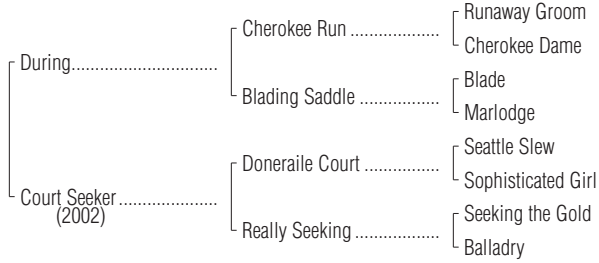 Runaway Groom
Cherokee Run ....................
Cherokee Dame
During.................................
Blade
Blading Saddle ..................
Marlodge
Seattle Slew
Doneraile Court .................
Sophisticated Girl
Court Seeker......................
(2002)
Seeking the Gold
Really Seeking ...................
Balladry